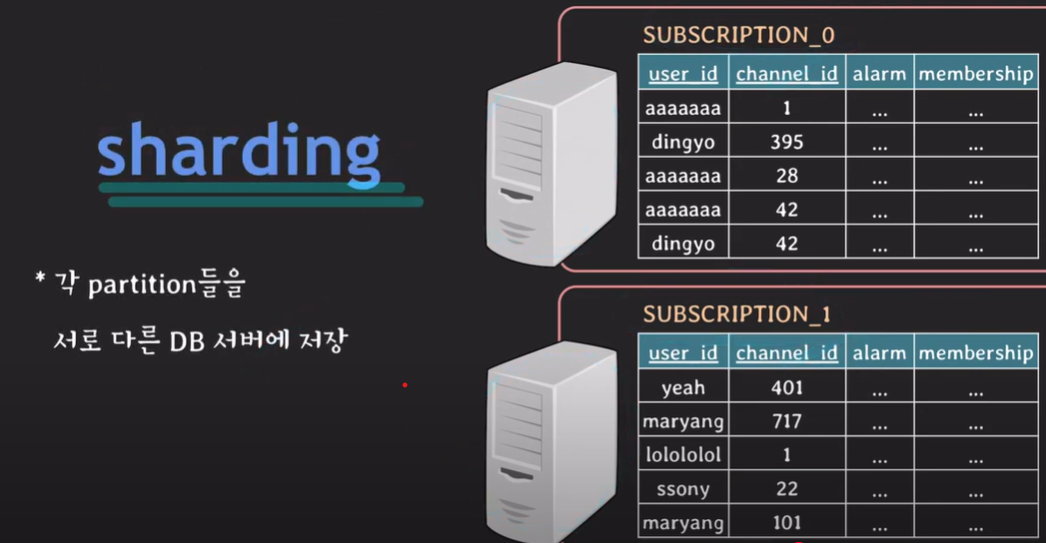 sharding
* 각 partition들을
서로 다른 DB 서버에 저장
SUBSCRIPTION_0
user_id channel_id alarm membership
aaaaaaa 1 ... ...
dingyo 395 ... ...
aaaaaaa 28 ... ...
aaaaaaa 42 ... ...
dingyo 42 ... ...
SUBSCRIPTION_1
user_id channel_id alarm membership
yeah 401 ... ...
maryang 717 ... ...
lolololol 1 ... ...
ssony 22 ... ...
maryang 101 ... ...